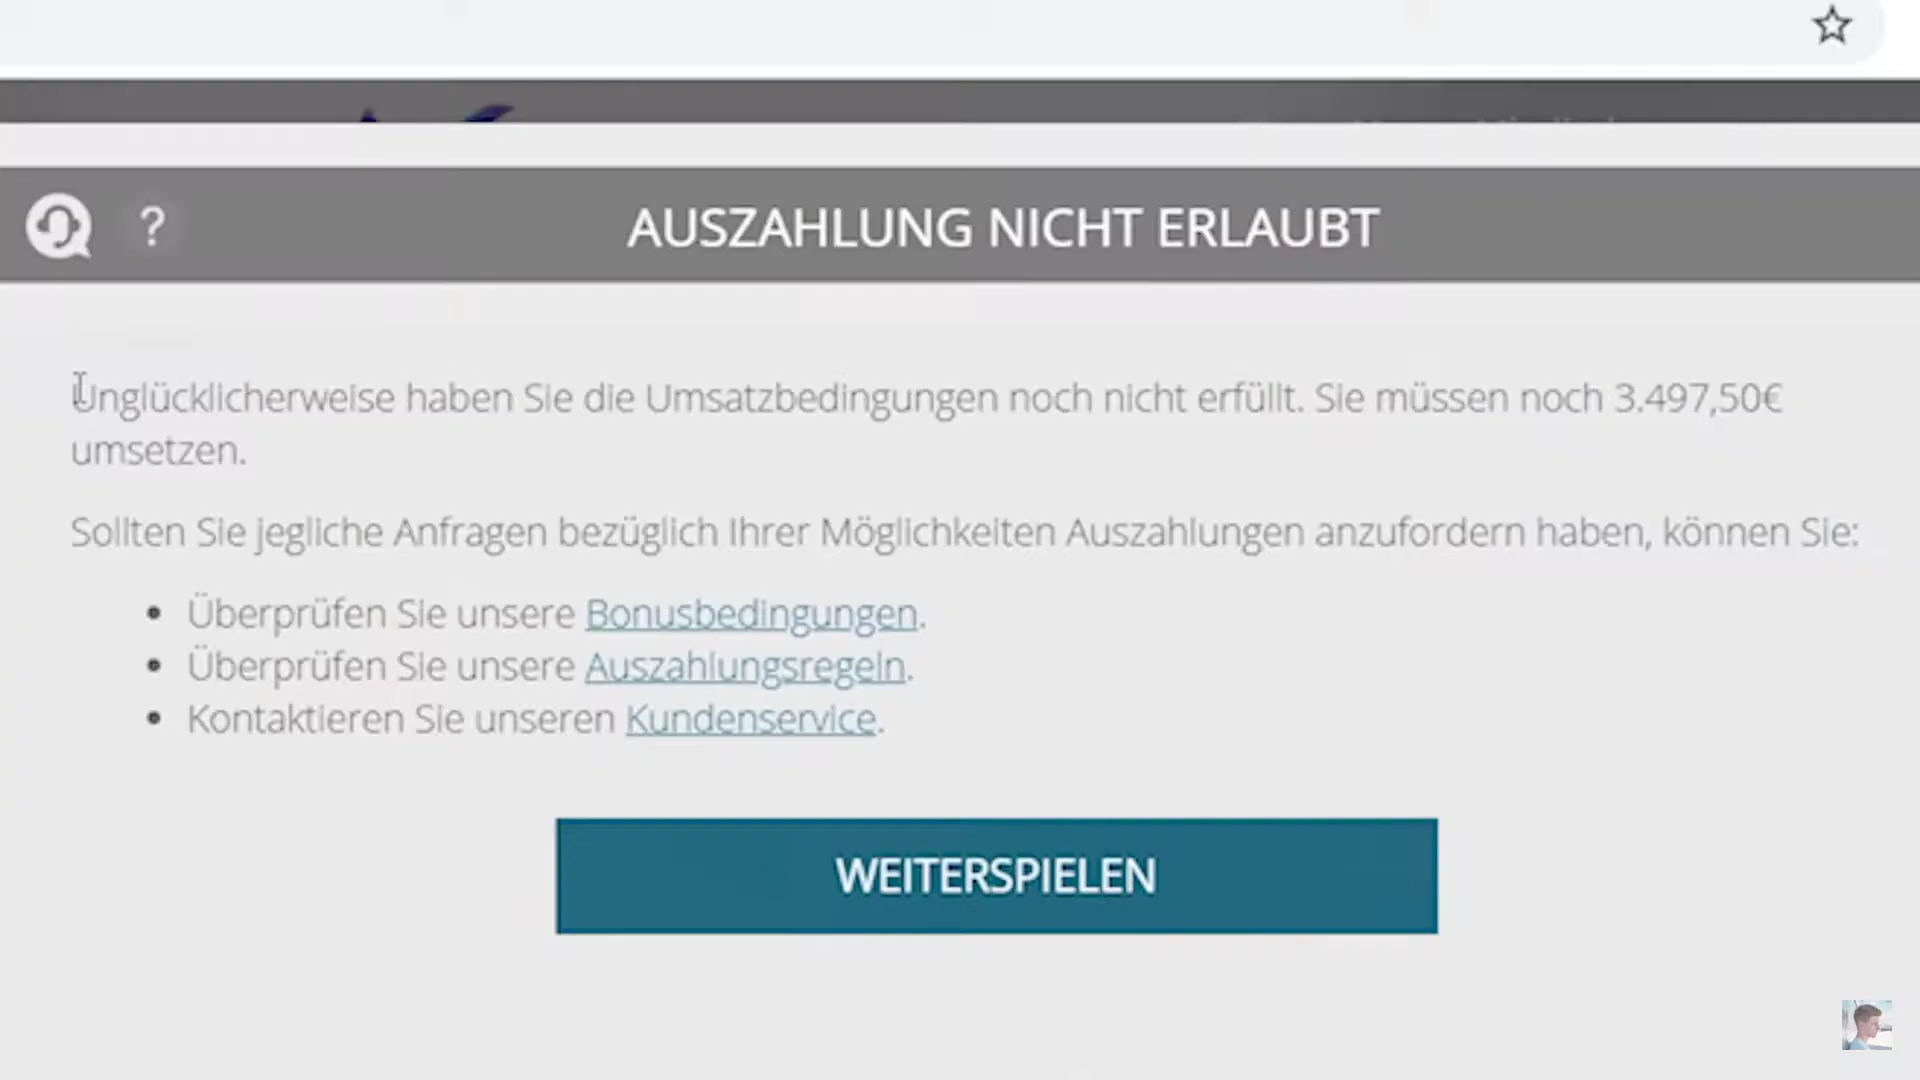 ?
AUSZAHLUNG NICHT ERLAUBT
Unglücklicherweise haben Sie die Umsatzbedingungen noch nicht erfüllt. Sie müssen noch 3.497,50€
umsetzen.
Sollten Sie jegliche Anfragen bezüglich Ihrer Möglichkeiten Auszahlungen anzufordern haben, können Sie:
• Überprüfen Sie unsere Bonusbedingungen.
• Überprüfen Sie unsere Auszahlungsregeln.
• Kontaktieren Sie unseren Kundenservice.
WEITERSPIELEN